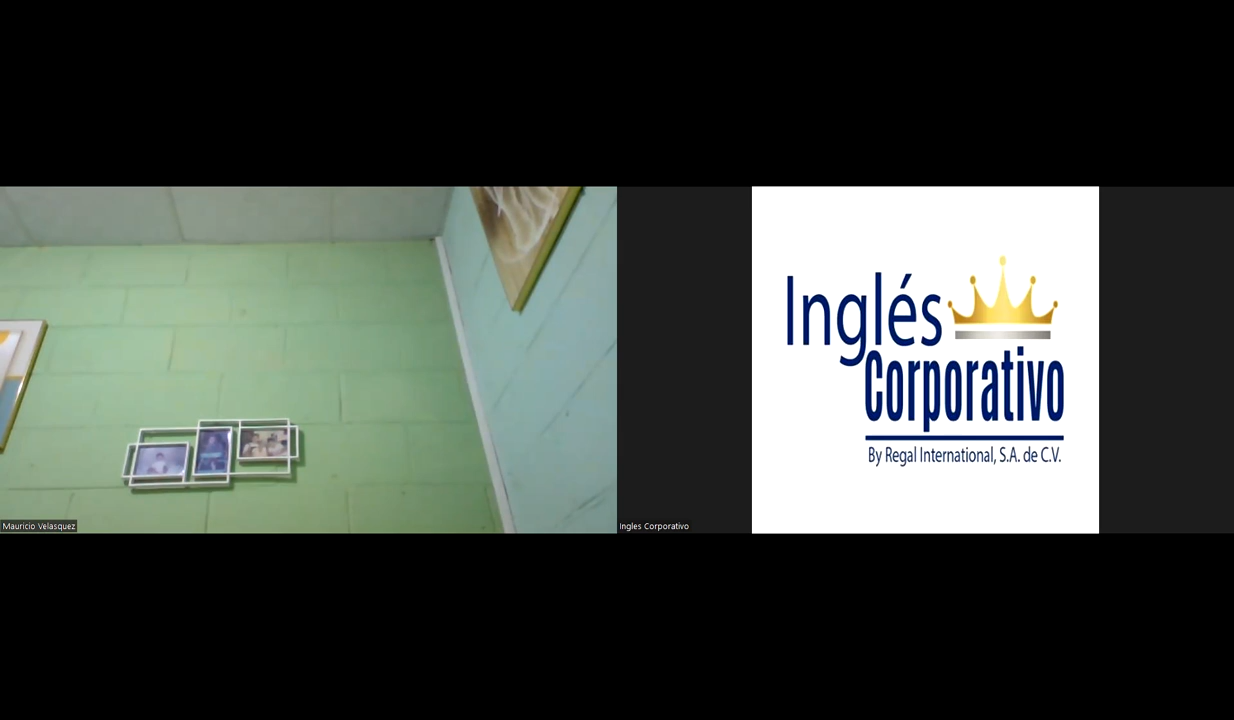 Inglés
Corporativo
By Regal International, S.A. de C.V.
Mauricio Velasquez
Ingles Corporativo